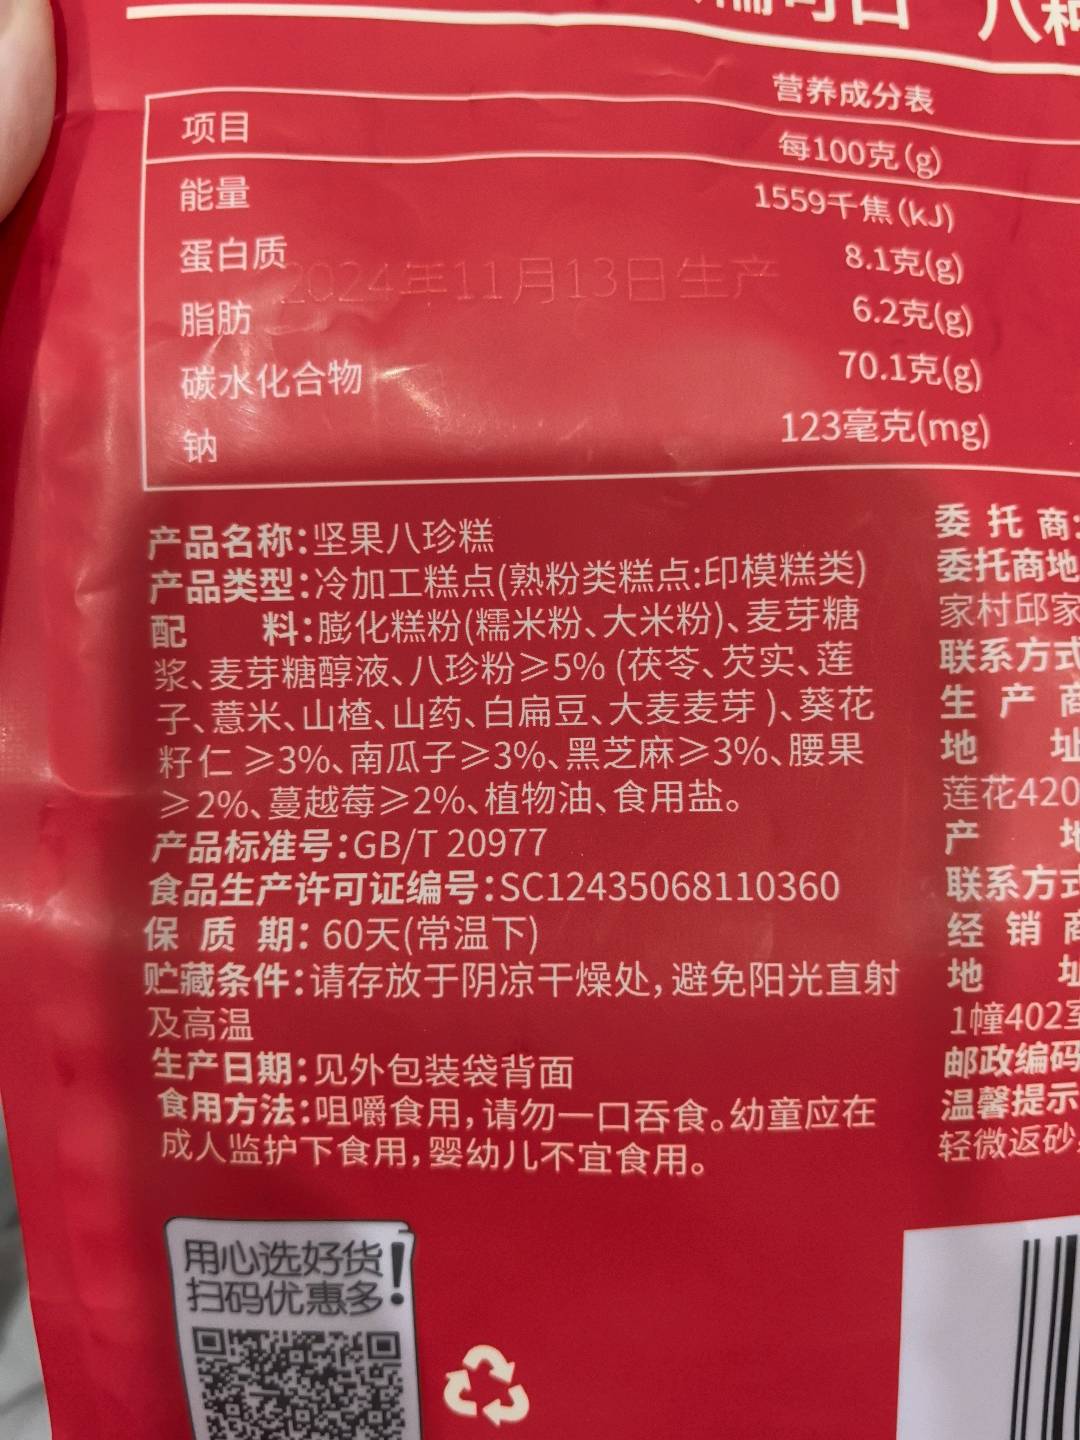 营养成分表
项目
每100克(g)
能量
1559千焦(kJ)
蛋白质
8.1克(g)
2024年11月13日生产
脂肪
6.2克(g)
碳水化合物
70.1克(g)
钠
123毫克(mg)
产品名称:坚果八珍糕
产品类型:冷加工糕点(熟粉类糕点:印模糕类)
配 料:膨化糕粉(糯米粉、大米粉)、麦芽糖
浆、麦芽糖醇液、八珍粉≥5% (茯苓、芡实、莲
子、薏米、山楂、山药、白扁豆、大麦麦芽 )、葵花
籽仁 ≥3%、南瓜子≥3%、黑芝麻≥3%、腰果
≥2%、蔓越莓≥2%、植物油、食用盐。
产品标准号:GB/T 20977
食品生产许可证编号:SC12435068110360
保 质 期: 60天(常温下)
贮藏条件:请存放于阴凉干燥处,避免阳光直射
及高温
生产日期:见外包装袋背面
食用方法:咀嚼食用,请勿一口吞食。幼童应在
成人监护下食用,婴幼儿不宜食用。
委 托 商:
委托商地
家村邱家
联系方式
生 产 商
地 址
莲花420
产 地
联系方式
经 销 商
地 址
1幢402室
邮政编码
温馨提示
轻微返砂
用心选好货!
扫码优惠多!